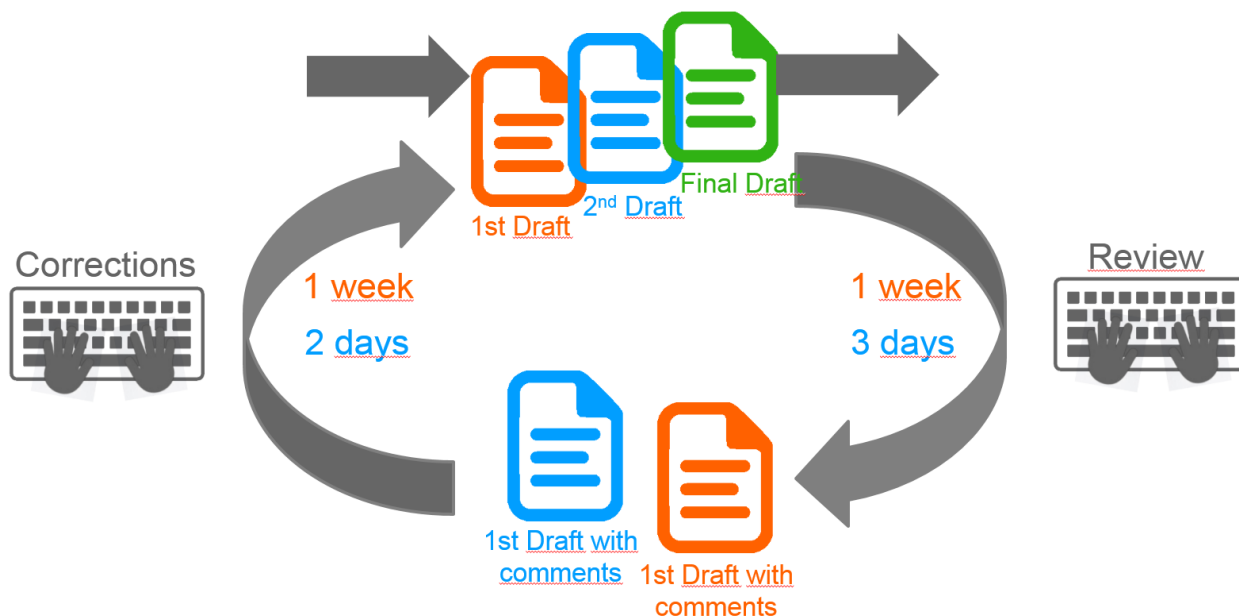 Final Draft
2nd Draft
1st Draft
Corrections
Review
1 week
2 days
1 week
3 days
1st Draft with
comments
1st Draft with
comments